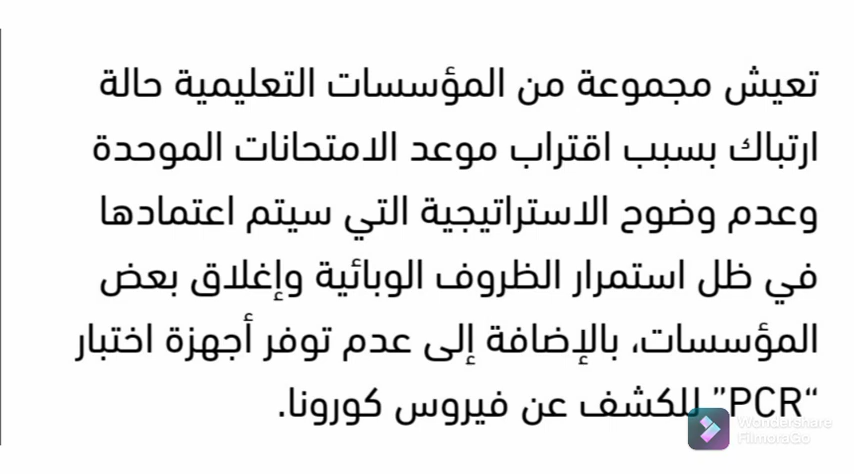 تعيش مجموعة من المؤسسات التعليمية حالة
ارتباك بسبب اقتراب موعد الامتحانات الموحدة
وعدم وضوح الاستراتيجية التي سيتم اعتمادها
في ظل استمرار الظروف الوبائية وإغلاق بعض
المؤسسات، بالإضافة إلى عدم توفر أجهزة اختبار
“PCR” للكشف عن فيروس كورونا.
Wondershare
FilmoraGo